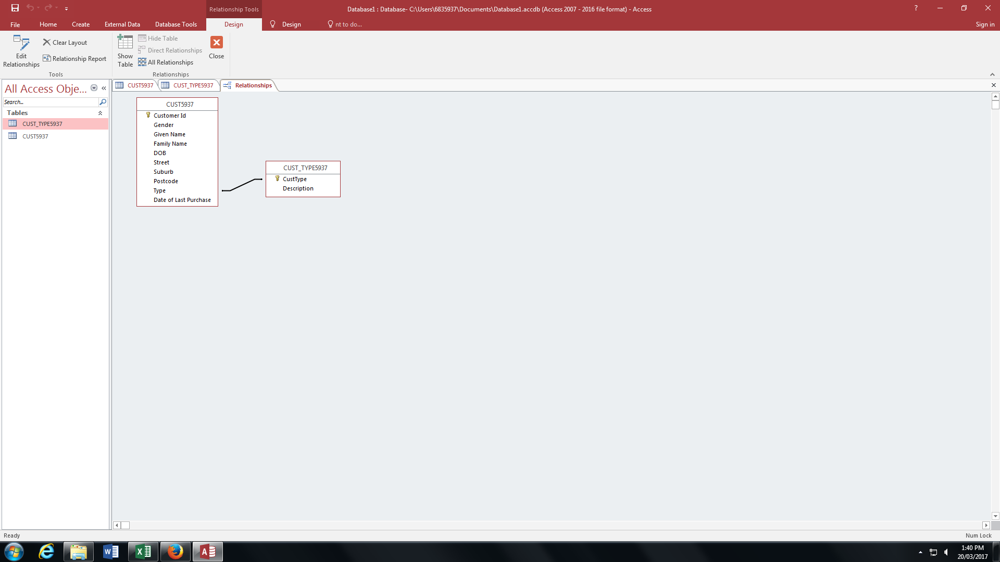 Relationship Tools
Database1 : Database- C:\Users\6835937\Documents\Database1.accdb (Access 2007 - 2016 file format) - Access
?
File
Home
Create
External Data
Database Tools
Design
Design
nt to do...
Sign in
Edit
Relationships
Clear Layout
Relationship Report
Tools
Show
Table
Hide Table
Direct Relationships
All Relationships
Close
Relationships
All Access Obje...
Search...
Tables
CUST_TYPE5937
CUST5937
CUST5937
CUST_TYPE5937
Relationships
CUST5937
Customer Id
Gender
Given Name
Family Name
DOB
Street
Suburb
Postcode
Type
Date of Last Purchase
CUST_TYPE5937
CustType
Description
Ready
Num Lock
1:40 PM
20/03/2017